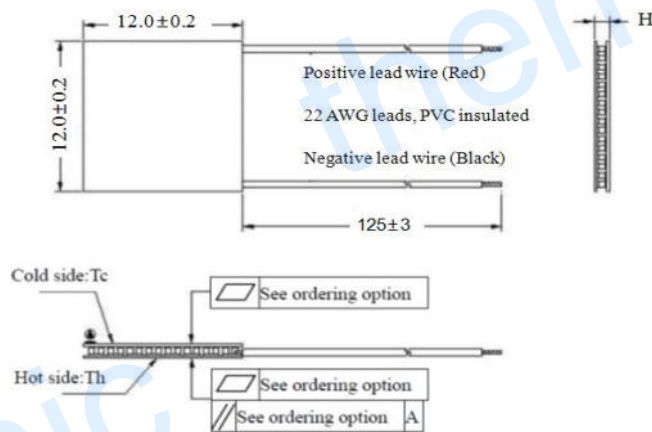 12.0±0.2
H
12.0±0.2
Positive lead wire (Red)
22 AWG leads, PVC insulated
Negative lead wire (Black)
125±3
Cold side:Tc
See ordering option
Hot side:Th
See ordering option
See ordering option A